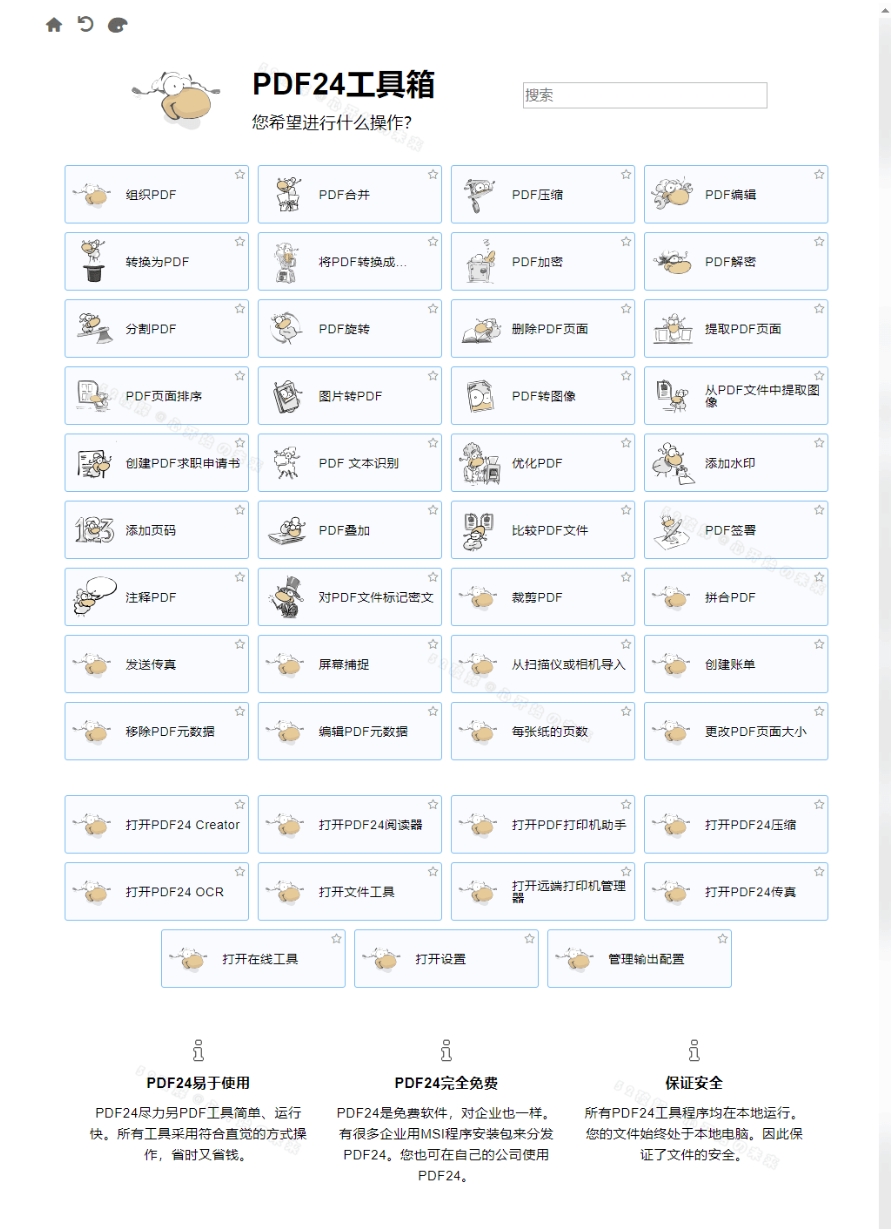 PDF24工具箱
搜索
您希望进行什么操作?
组织PDF
PDF合并
PDF压缩
PDF编辑
转换为PDF
将PDF转换成...
PDF加密
PDF解密
分割PDF
PDF旋转
删除PDF页面
提取PDF页面
PDF页面排序
图片转PDF
PDF转图像
从PDF文件中提取图
像
创建PDF求职申请书
PDF 文本识别
优化PDF
添加水印
添加页码
PDF叠加
比较PDF文件
PDF签署
注释PDF
对PDF文件标记密文
裁剪PDF
拼合PDF
发送传真
屏幕捕捉
从扫描仪或相机导入
创建账单
移除PDF元数据
编辑PDF元数据
每张纸的页数
更改PDF页面大小
打开PDF24 Creator
打开PDF24阅读器
打开PDF打印机助手
打开PDF24压缩
打开PDF24 OCR
打开文件工具
打开远端打印机管理
器
打开PDF24传真
打开在线工具
打开设置
管理输出配置
PDF24易于使用
PDF24尽力另PDF工具简单、运行
快。所有工具采用符合直觉的方式操
作，省时又省钱。
PDF24完全免费
PDF24是免费软件，对企业也一样。
有很多企业用MSI程序安装包来分发
PDF24。您也可在自己的公司使用
PDF24。
保证安全
所有PDF24工具程序均在本地运行。
您的文件始终处于本地电脑。因此保
证了文件的安全。